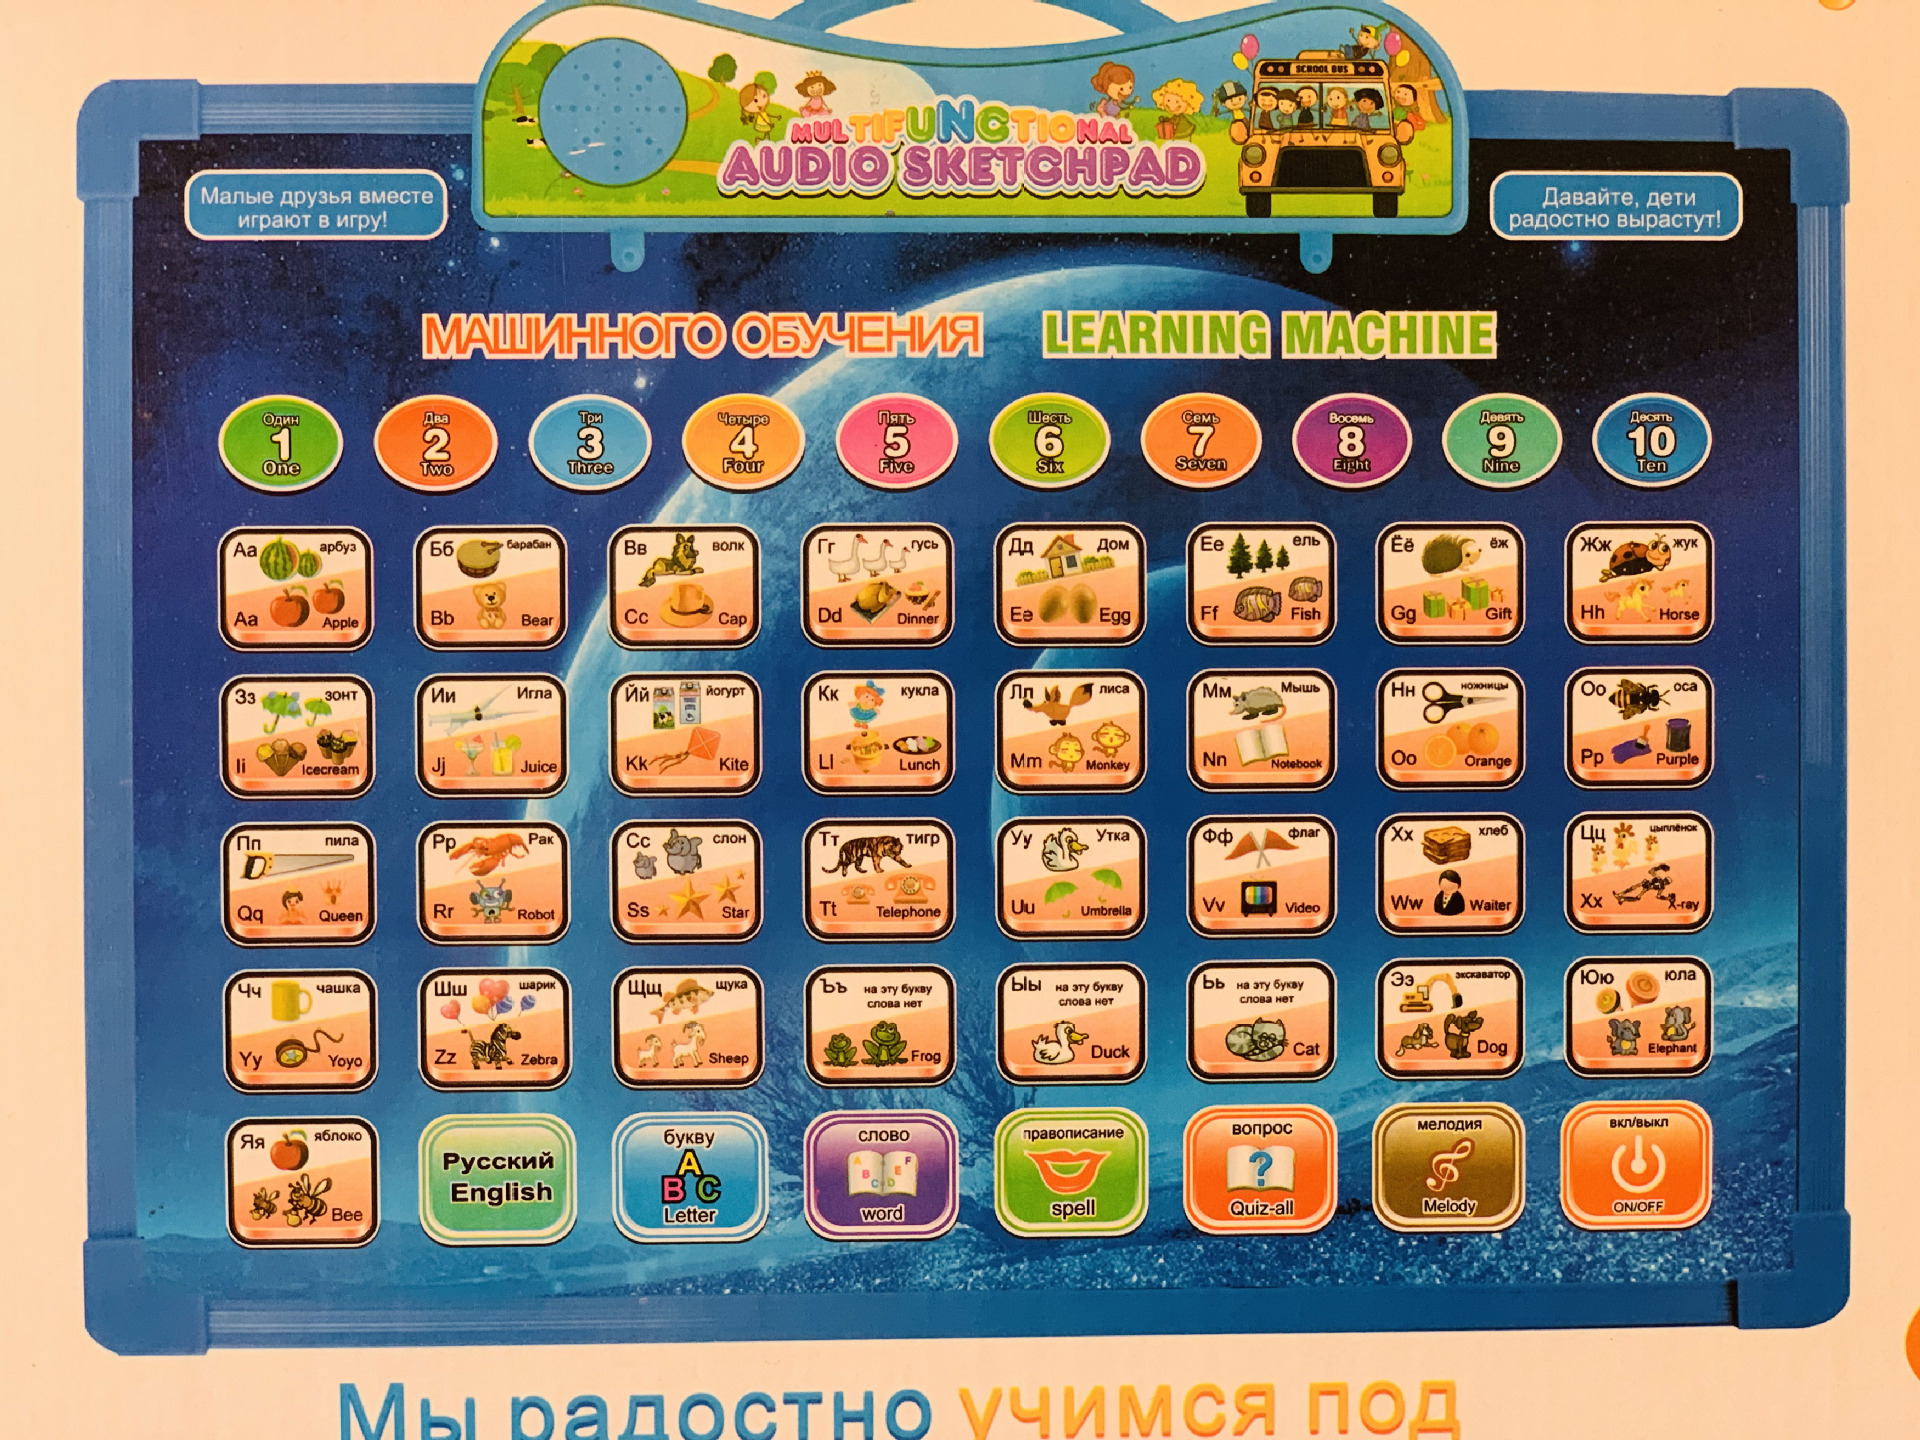 SCHOOL BUS
MULTIFUNCTIONAL
AUDIO SKETCHPAD
Малые друзья вместе
играют в игру!
Давайте, дети
радостно вырастут!
МАШИННОГО ОБУЧЕНИЯ LEARNING MACHINE
Один 1 One
Два 2 Two
Три 3 Three
Четыре 4 Four
Пять 5 Five
Шесть 6 Six
Семь 7 Seven
Восемь 8 Eight
Девять 9 Nine
Десять 10 Ten
Аа арбуз
Aa Apple
Бб барабан
Bb Bear
Вв волк
Cc Cap
Гг гусь
Dd Dinner
Дд Дом
Ee Egg
Ее ель
Ff Fish
Ёё ёж
Gg Gift
Жж жук
Hh Horse
Зз зонт
Ii Icecream
Ии Игла
Jj Juice
Йй йогурт
Kk Kite
Кк кукла
Ll Lunch
Лл лиса
Mm Monkey
Мм Мышь
Nn Notebook
Нн ножницы
Oo Orange
Оо оса
Pp Purple
Пп пила
Qq Queen
Рр Рак
Rr Robot
Сс слон
Ss Star
Тт тигр
Tt Telephone
Уу Утка
Uu Umbrella
Фф флаг
Vv Video
Хх хлеб
Ww Waiter
Цц цыплёнок
Xx X-ray
Чч чашка
Yy Yoyo
Шш шарик
Zz Zebra
Щщ щука
Sheep
Ъъ на эту букву
слова нет
Frog
Ыы на эту букву
слова нет
Duck
Ьь на эту букву
слова нет
Cat
Ээ экскаватор
Dog
Юю юла
Elephant
Яя яблоко
Bee
Русский
English
букву
A
B C
Letter
слово
A B C D E F
word
правописание
spell
вопрос
?
Quiz-all
мелодия
Melody
вкл/выкл
ON/OFF
Мы радостно учимся под